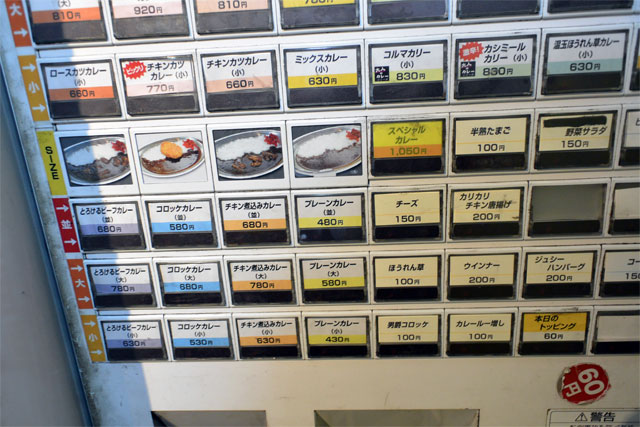 大
810円
920円
810円
780円
→
小
→
ロースカツカレー
(小)
660円
ビックリ
チキンカツ
カレー(小)
770円
チキンカツカレー
(小)
660円
ミックスカレー
(小)
630円
コルマカリー
(小)
830円
激辛!
カシミール
カリー(小)
830円
温玉ほうれん草カレー
(小)
630円
SIZE
スペシャル
カレー
1,050円
半熟たまご
100円
野菜サラダ
150円
→
並
→
とろけるビーフカレー
(並)
680円
コロッケカレー
(並)
580円
チキン煮込みカレー
(並)
680円
プレーンカレー
(並)
480円
チーズ
150円
カリカリ
チキン唐揚げ
200円
→
大
→
とろけるビーフカレー
(大)
780円
コロッケカレー
(大)
680円
チキン煮込みカレー
(大)
780円
プレーンカレー
(大)
580円
ほうれん草
100円
ウインナー
200円
ジューシー
ハンバーグ
200円
コー
150
→
小
→
とろけるビーフカレー
(小)
630円
コロッケカレー
(小)
530円
チキン煮込みカレー
(小)
630円
プレーンカレー
(小)
430円
男爵コロッケ
100円
カレールー増し
100円
本日の
トッピング
60円
60円
警告